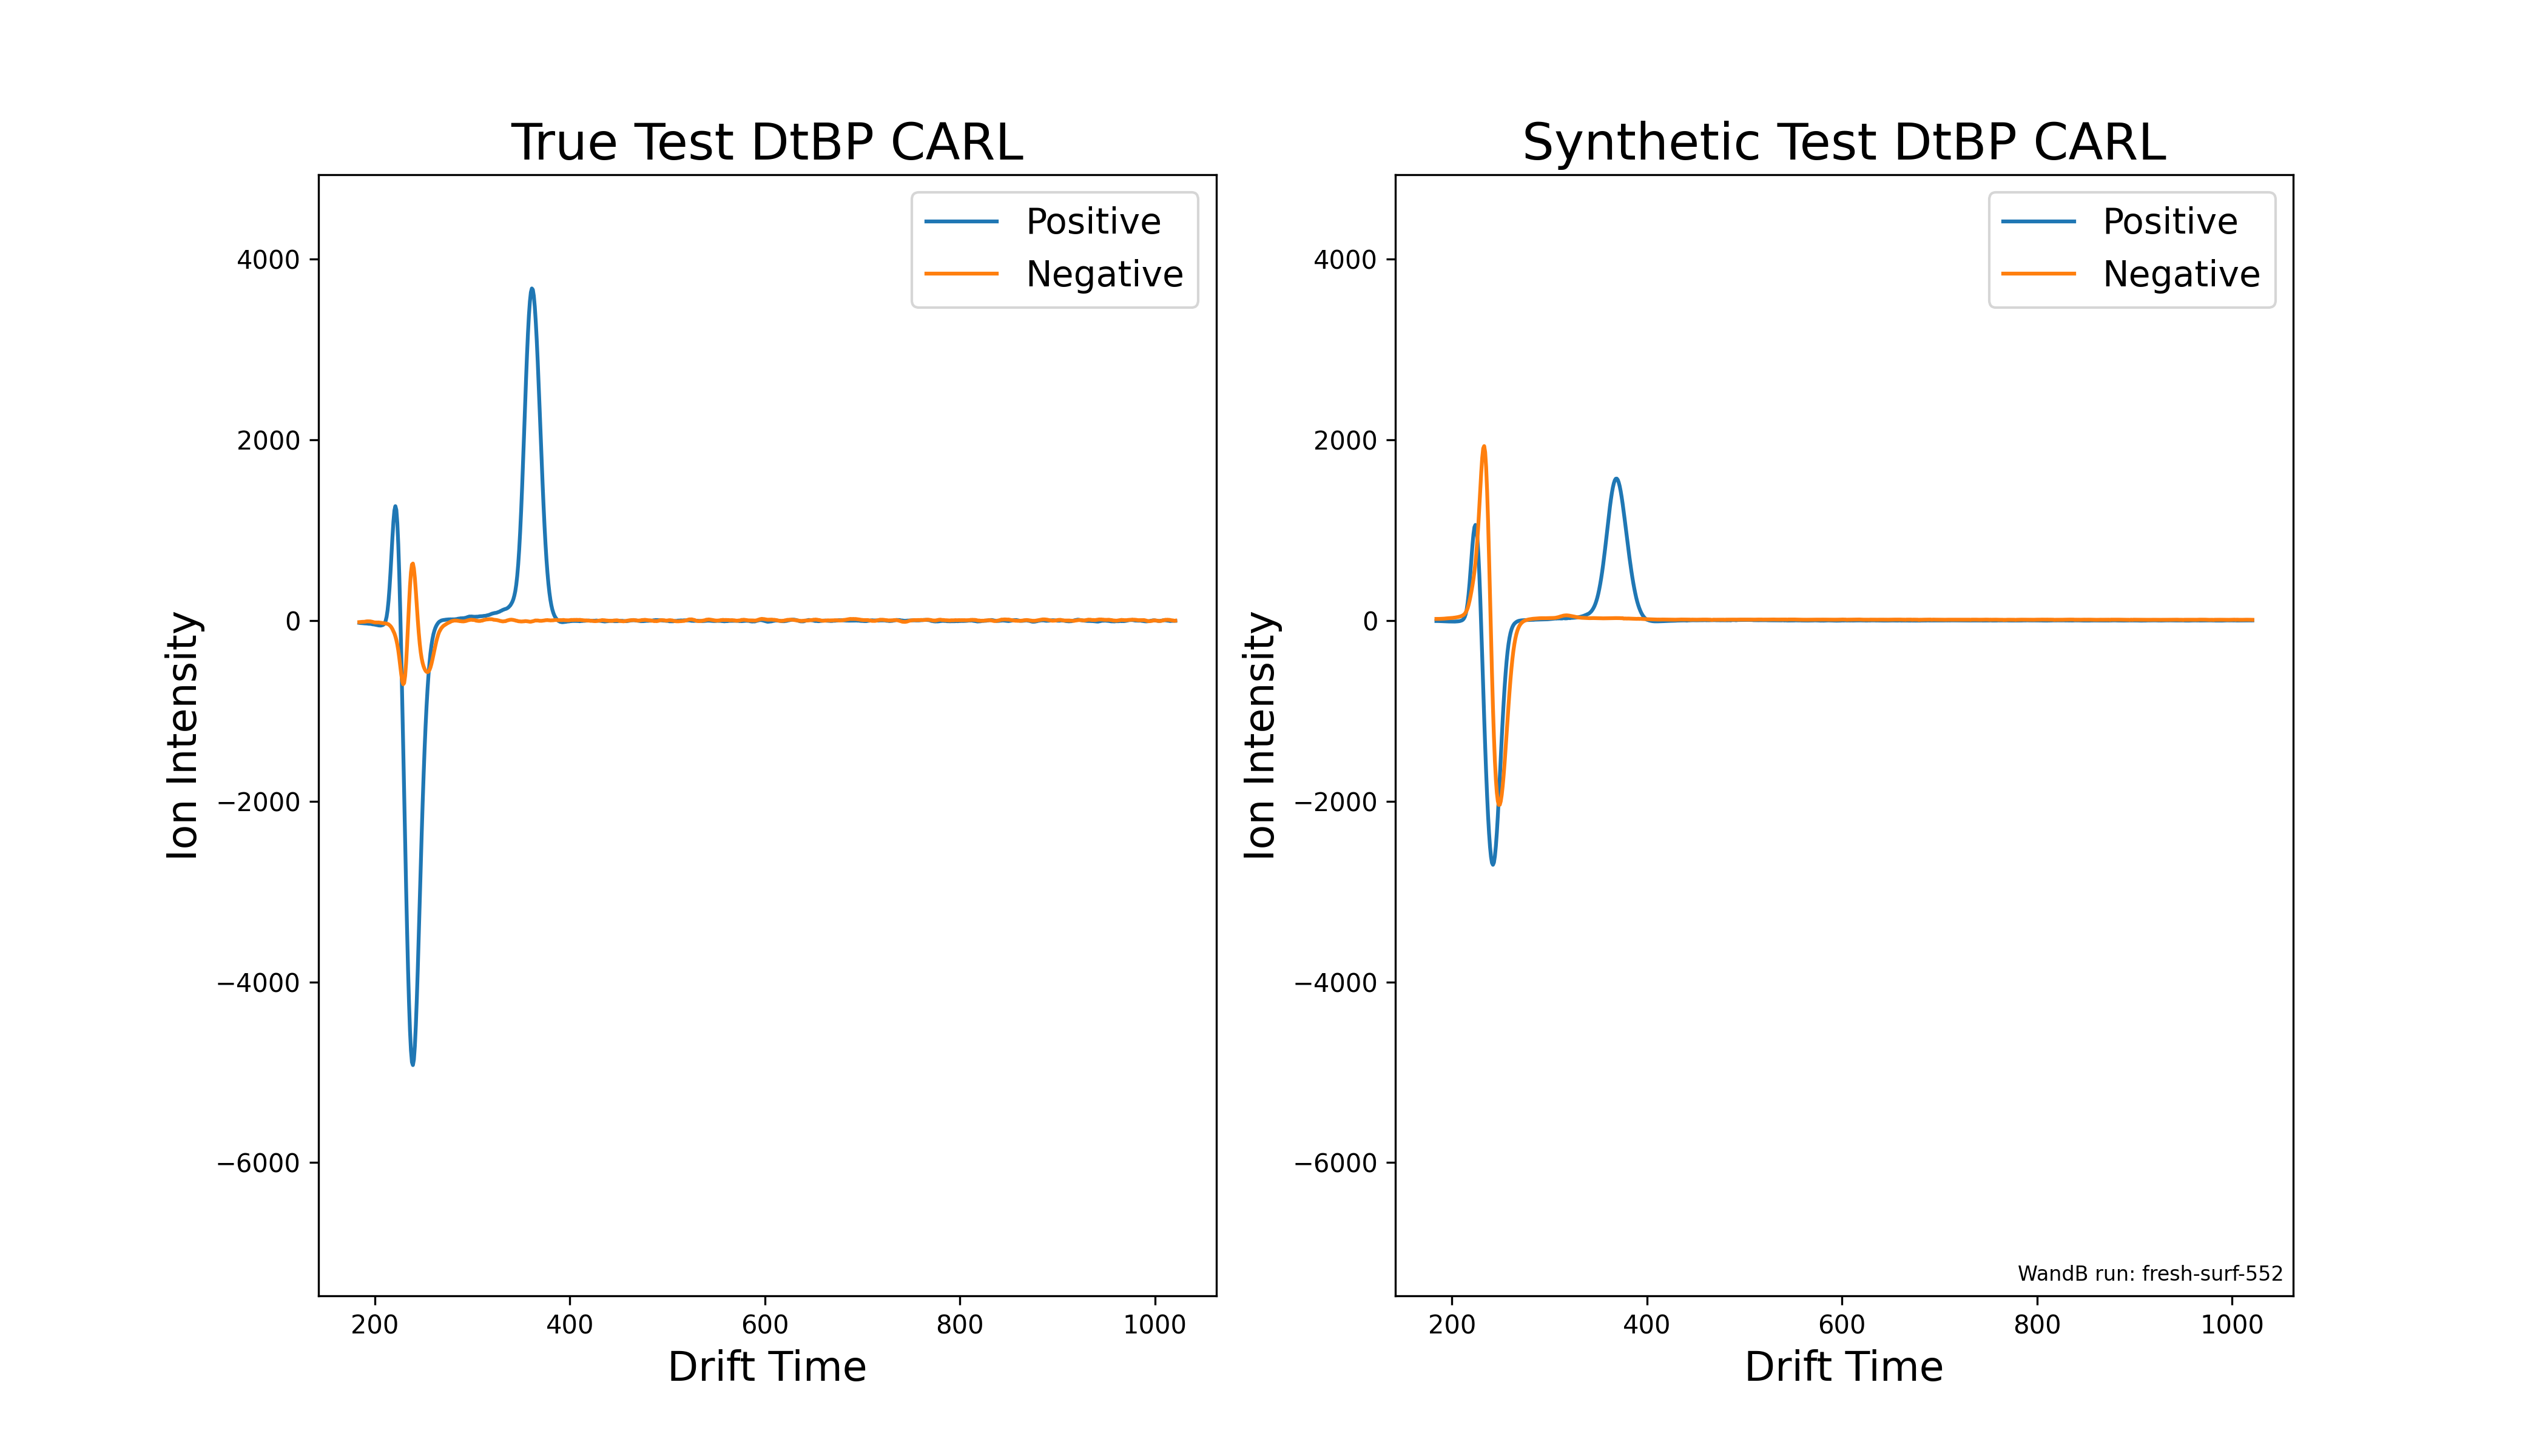 True Test DtBP CARL
Positive
Negative
4000
2000
0
−2000
−4000
−6000
Ion Intensity
200 400 600 800 1000
Drift Time
Synthetic Test DtBP CARL
Positive
Negative
4000
2000
0
−2000
−4000
−6000
Ion Intensity
WandB run: fresh-surf-552
200 400 600 800 1000
Drift Time